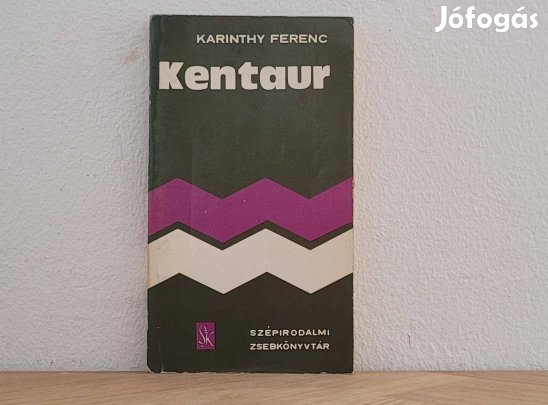 Jófogás
KARINTHY FERENC
Kentaur
SZK
SZÉPIRODALMI
ZSEBKÖNYVTÁR